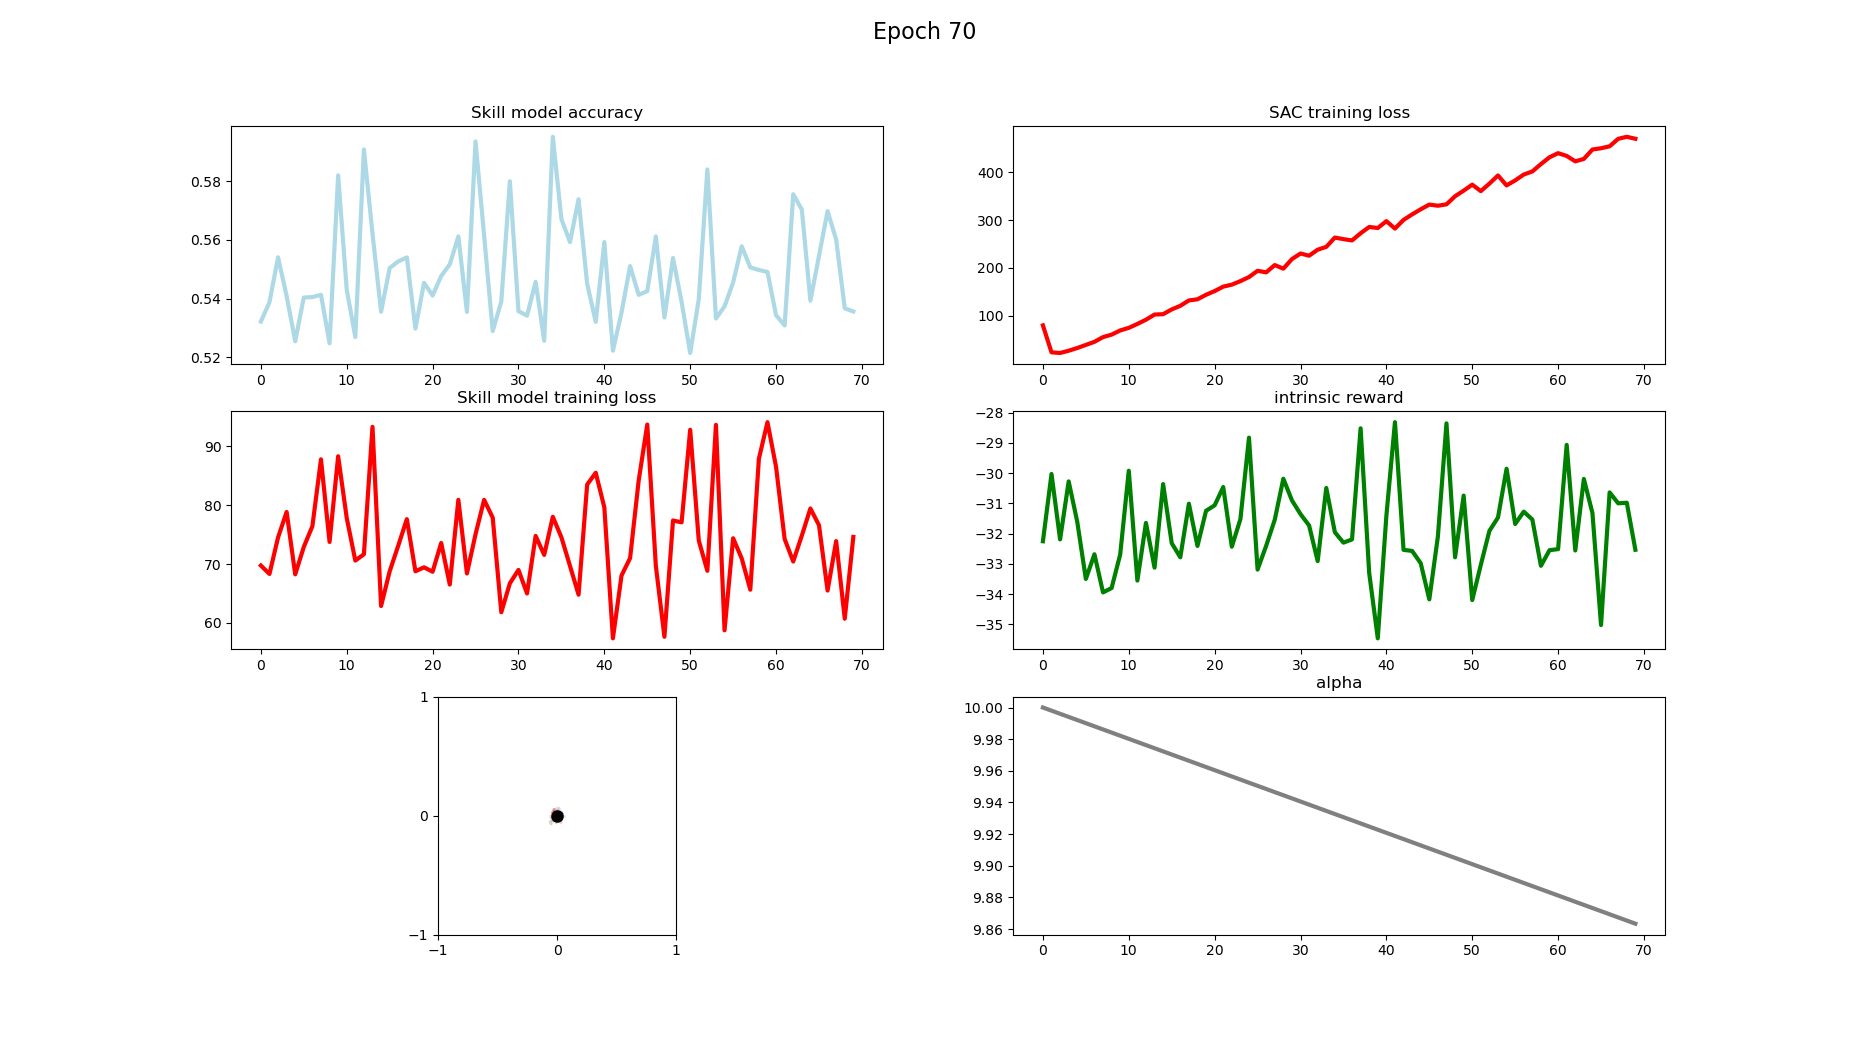 Epoch 70
Skill model accuracy
0.58
0.56
0.54
0.52
0 10 20 30 40 50 60 70
SAC training loss
400
300
200
100
0 10 20 30 40 50 60 70
Skill model training loss
90
80
70
60
0 10 20 30 40 50 60 70
intrinsic reward
−28
−29
−30
−31
−32
−33
−34
−35
0 10 20 30 40 50 60 70
1
0
−1
−1 0 1
alpha
10.00
9.98
9.96
9.94
9.92
9.90
9.88
9.86
0 10 20 30 40 50 60 70